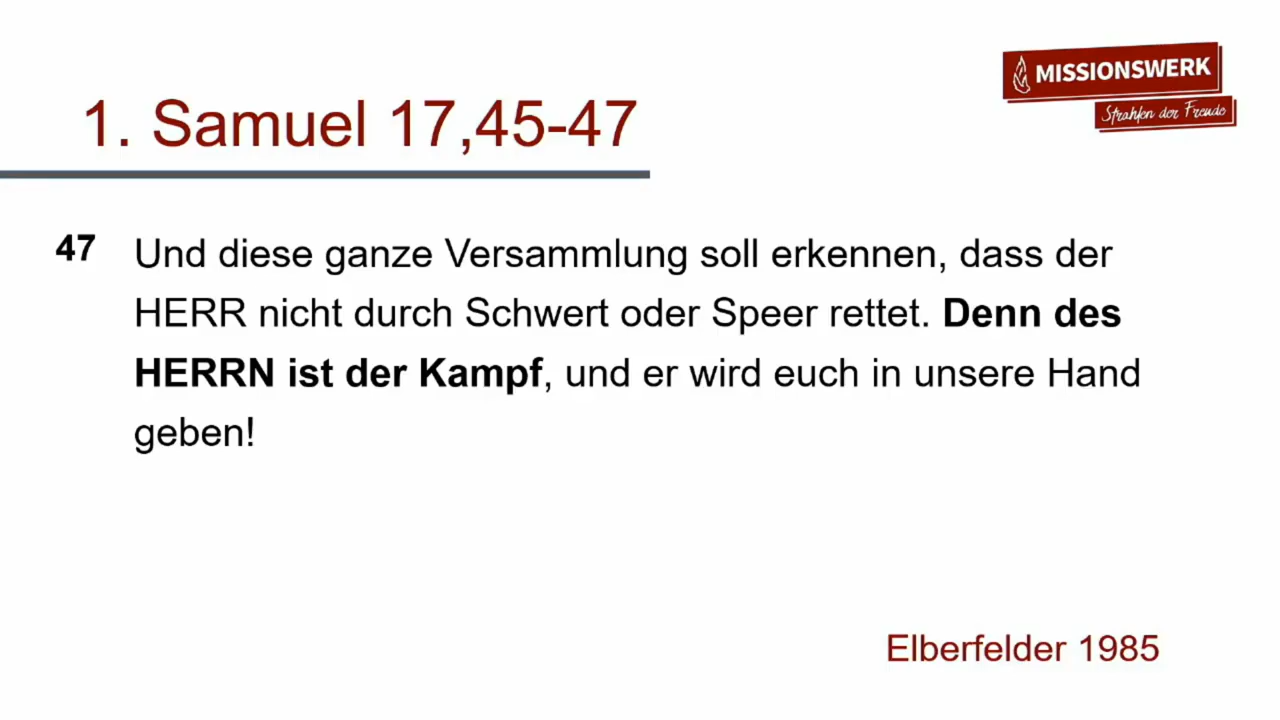 MISSIONSWERK
Strahlen der Freude
1. Samuel 17,45-47
47 Und diese ganze Versammlung soll erkennen, dass der
HERR nicht durch Schwert oder Speer rettet. Denn des
HERRN ist der Kampf, und er wird euch in unsere Hand
geben!
Elberfelder 1985